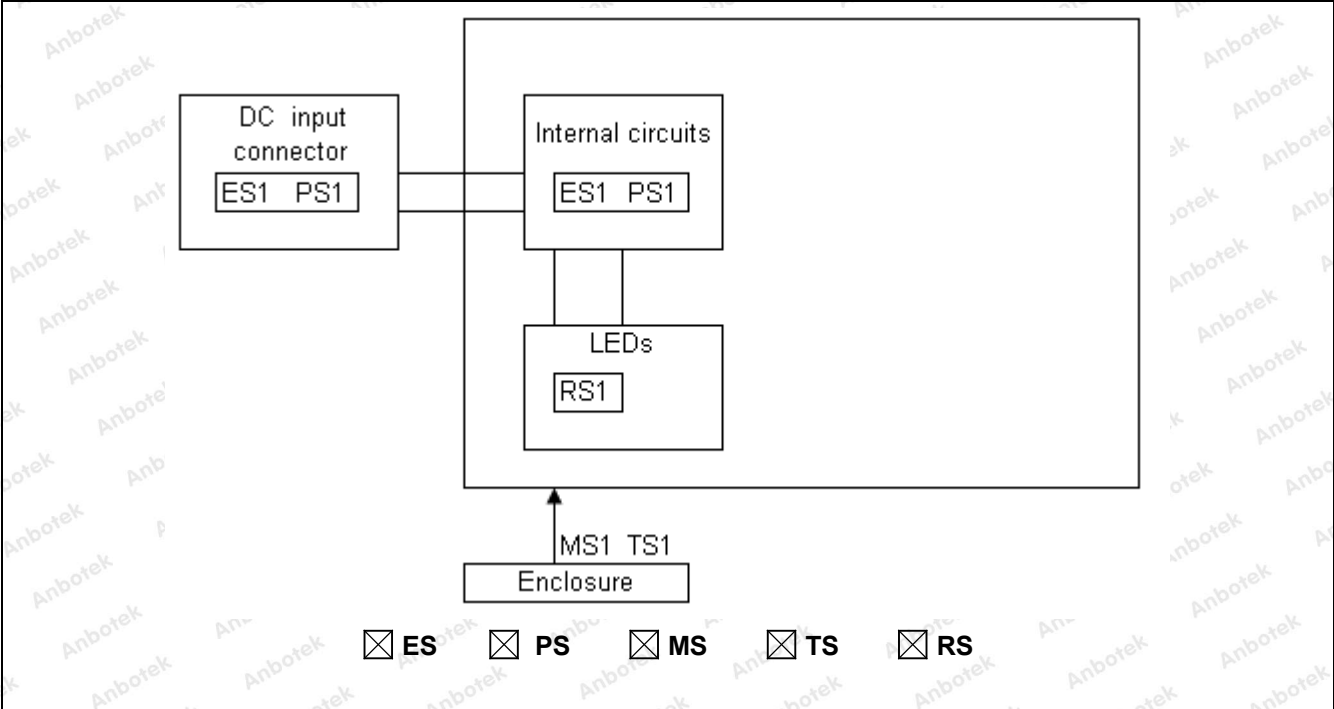 DC input
connector
ES1 PS1
Internal circuits
ES1 PS1
LEDs
RS1
MS1 TS1
Enclosure
☒ ES ☒ PS ☒ MS ☒ TS ☒ RS
Anbotek